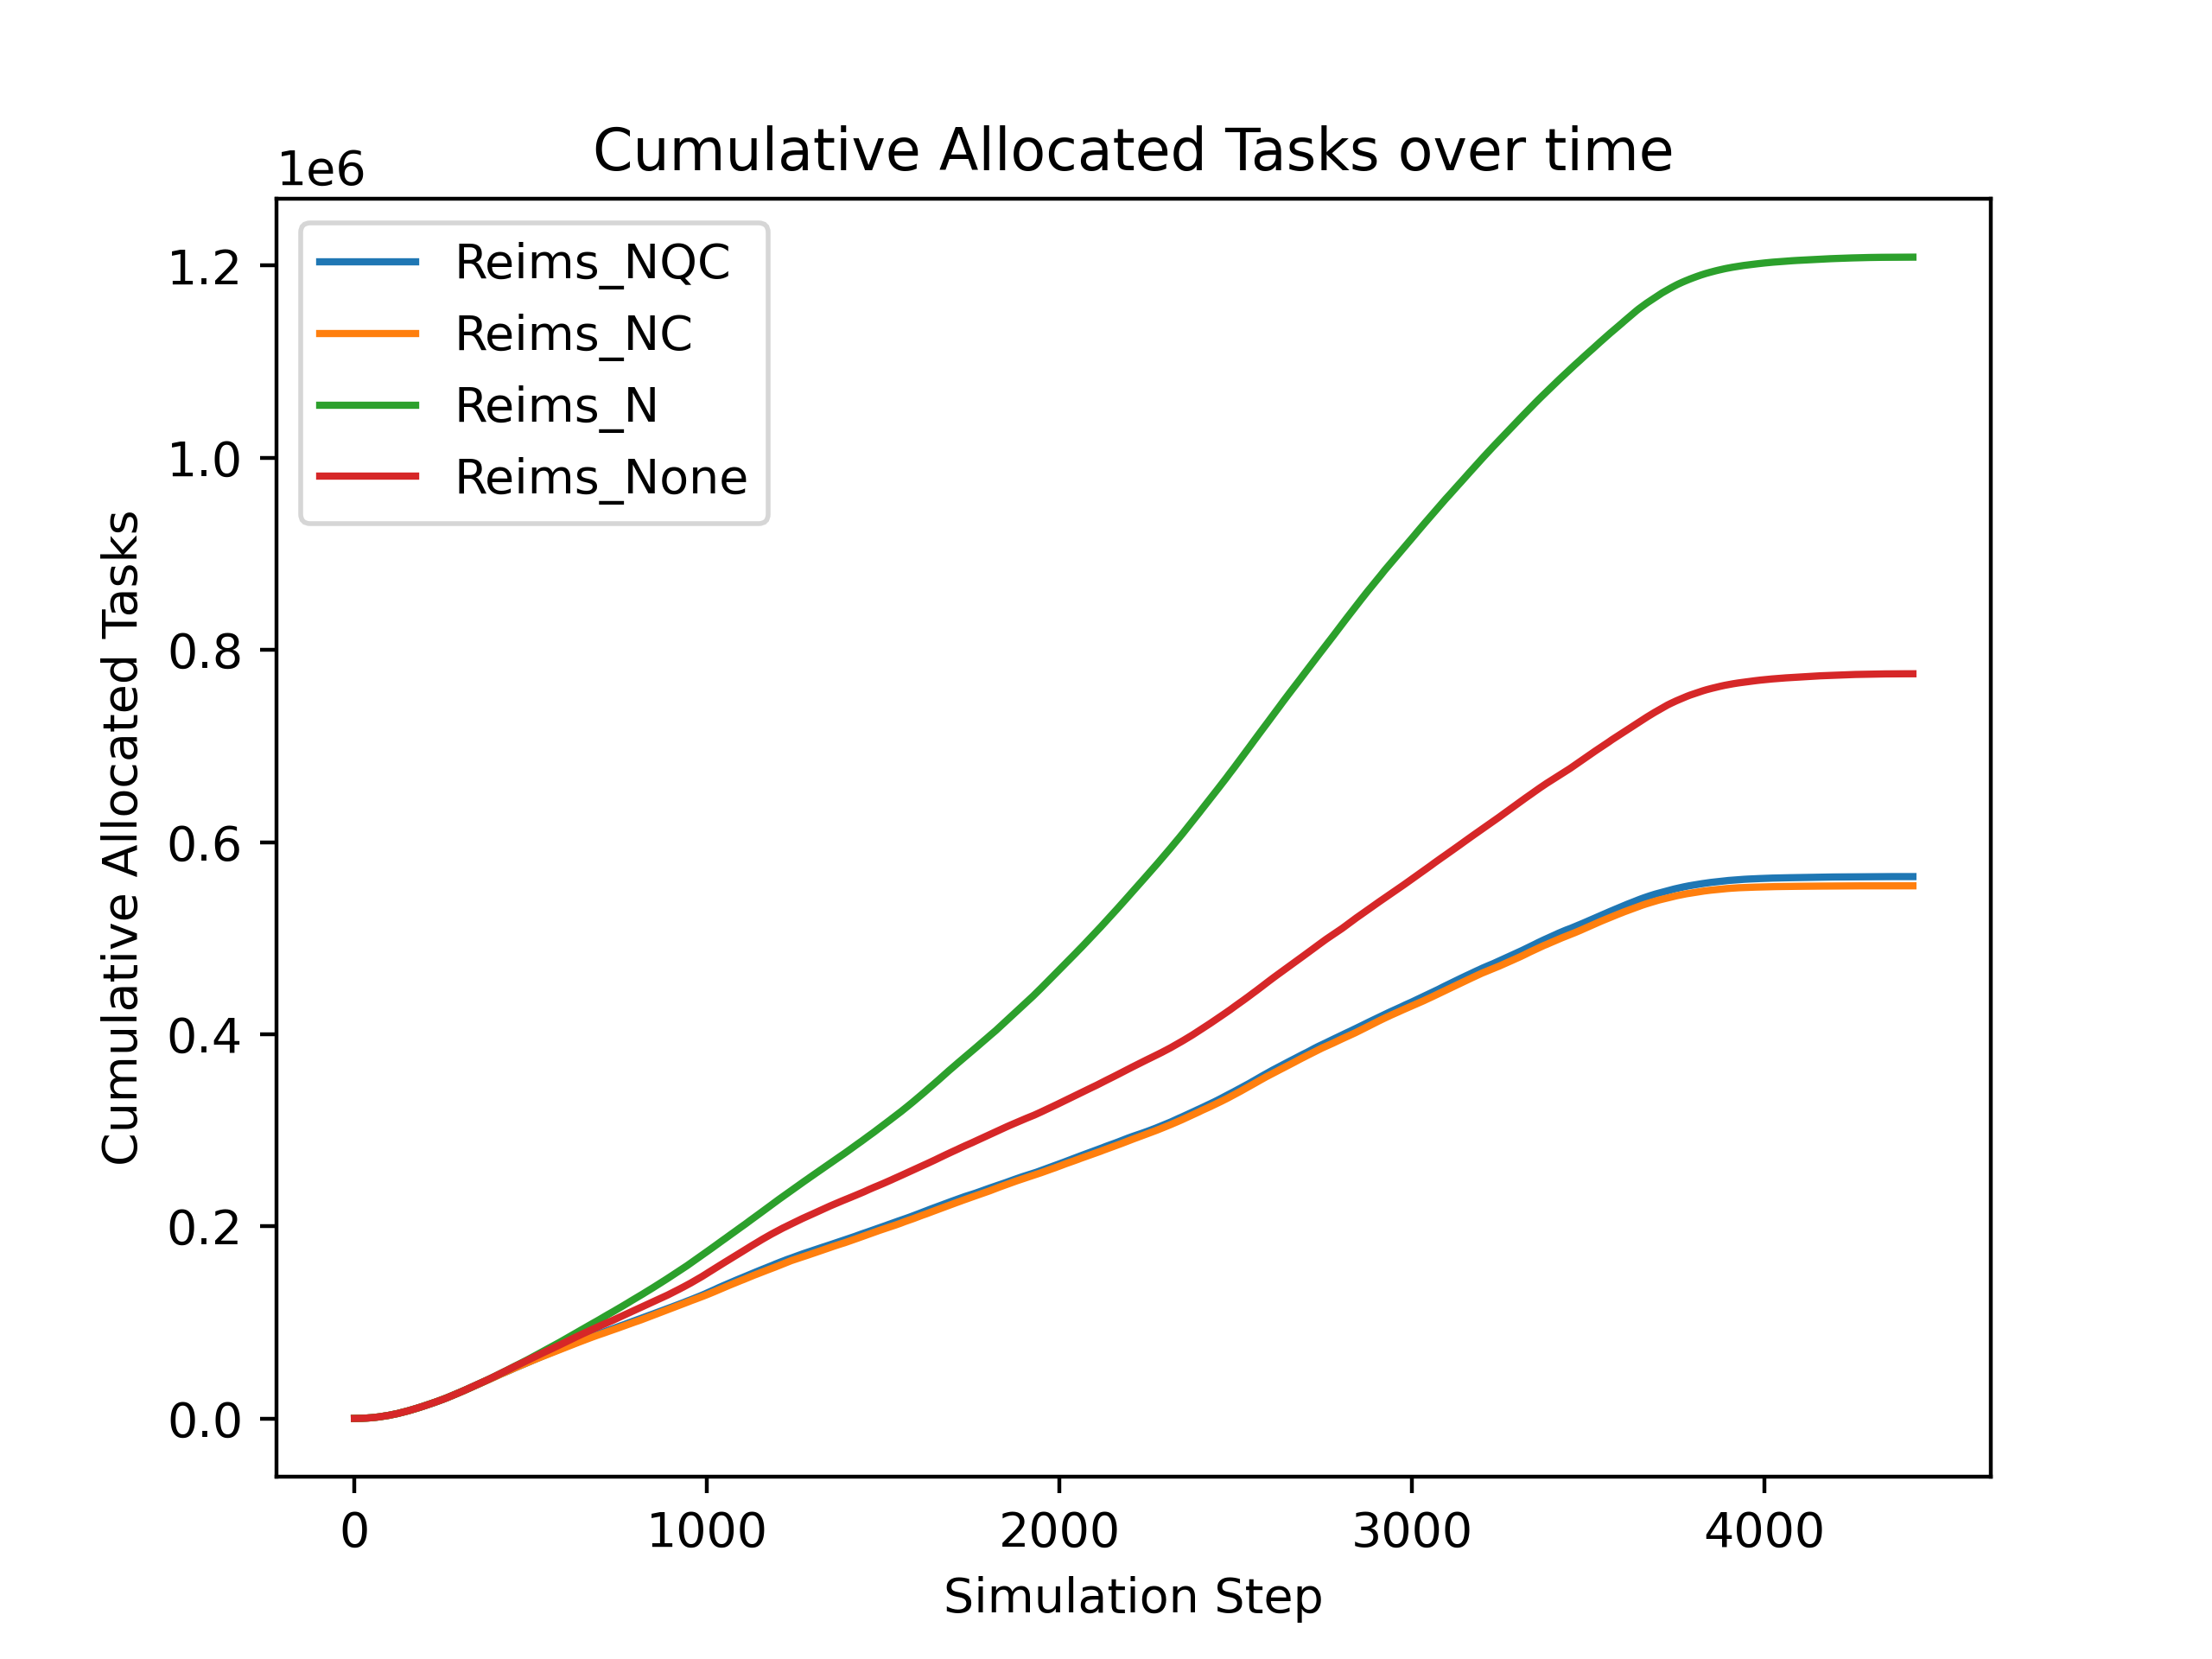 Cumulative Allocated Tasks over time
1e6
Reims_NQC
Reims_NC
Reims_N
Reims_None
1.2
1.0
0.8
0.6
0.4
0.2
0.0
Cumulative Allocated Tasks
0 1000 2000 3000 4000
Simulation Step